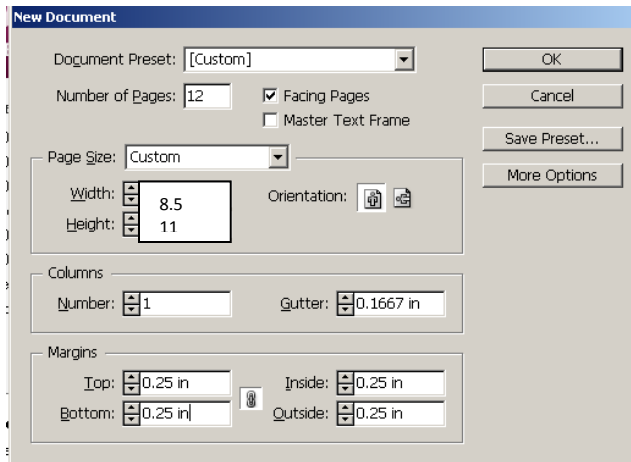 New Document
Document Preset: [Custom]
OK
Number of Pages: 12
Facing Pages
Cancel
Master Text Frame
Save Preset...
Page Size: Custom
More Options
Width: 8.5
Orientation:
Height: 11
Columns
Number: 1
Gutter: 0.1667 in
Margins
Top: 0.25 in
Inside: 0.25 in
Bottom: 0.25 in
Outside: 0.25 in